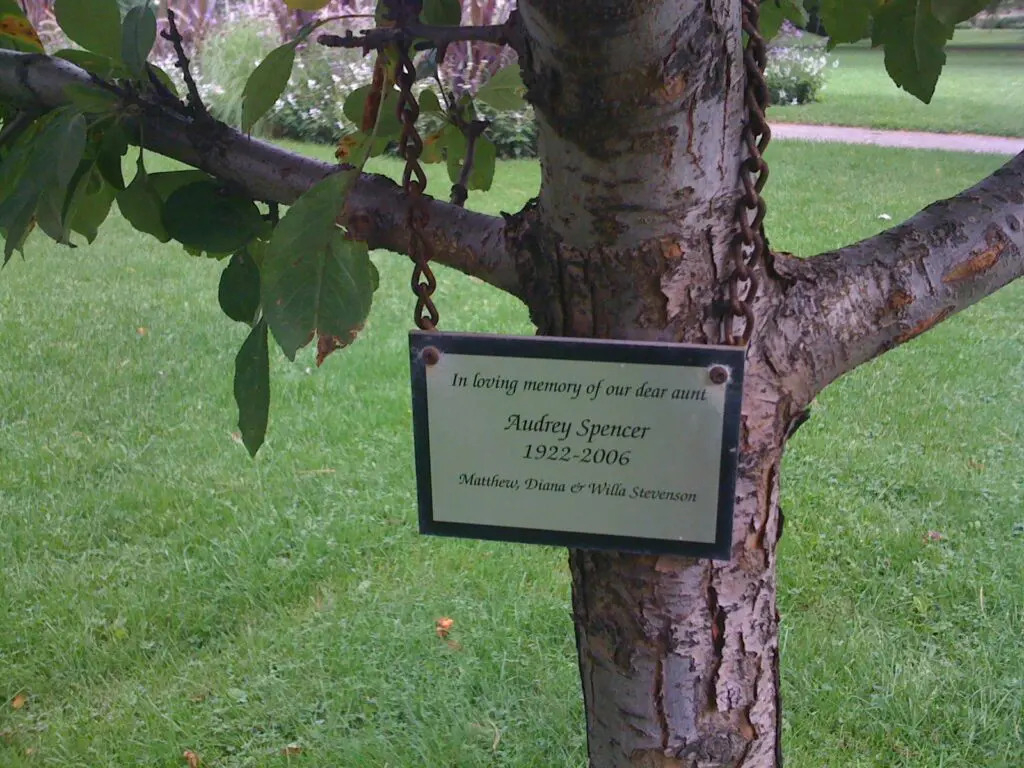 In loving memory of our dear aunt
Audrey Spencer
1922-2006
Matthew, Diana & Willa Stevenson